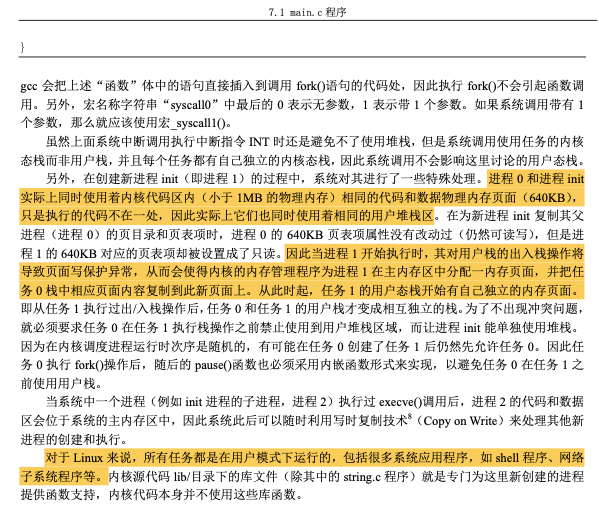 7.1 main.c 程序
}
gcc 会把上述“函数”体中的语句直接插入到调用 fork()语句的代码处，因此执行 fork()不会引起函数调
用。另外，宏名称字符串“syscall0”中最后的 0 表示无参数，1 表示带 1 个参数。如果系统调用带有 1
个参数，那么就应该使用宏_syscall1()。
虽然上面系统中断调用执行中断指令 INT 时还是避免不了使用堆栈，但是系统调用使用任务的内核
态栈而非用户栈，并且每个任务都有自己独立的内核态栈，因此系统调用不会影响这里讨论的用户态栈。
另外，在创建新进程 init（即进程 1）的过程中，系统对其进行了一些特殊处理。进程 0 和进程 init
实际上同时使用着内核代码区内（小于 1MB 的物理内存）相同的代码和数据物理内存页面（640KB），
只是执行的代码不在一处，因此实际上它们也同时使用着相同的用户堆栈区。在为新进程 init 复制其父
进程（进程 0）的页目录和页表项时，进程 0 的 640KB 页表项属性没有改动过（仍然可读写），但是进
程 1 的 640KB 对应的页表项却被设置成了只读。因此当进程 1 开始执行时，其对用户栈的出入栈操作将
导致页面写保护异常，从而会使得内核的内存管理程序为进程 1 在主内存区中分配一内存页面，并把任
务 0 栈中相应页面内容复制到此新页面上。从此时起，任务 1 的用户态栈开始有自己独立的内存页面。
即从任务 1 执行过出/入栈操作后，任务 0 和任务 1 的用户栈才变成相互独立的栈。为了不出现冲突问题，
就必须要求任务 0 在任务 1 执行栈操作之前禁止使用到用户堆栈区域，而让进程 init 能单独使用堆栈。
因为在内核调度进程运行时次序是随机的，有可能在任务 0 创建了任务 1 后仍然先允许任务 0。因此任
务 0 执行 fork()操作后，随后的 pause()函数也必须采用内嵌函数形式来实现，以避免任务 0 在任务 1 之
前使用用户栈。
当系统中一个进程（例如 init 进程的子进程，进程 2）执行过 execve()调用后，进程 2 的代码和数据
区会位于系统的主内存区中，因此系统此后可以随时利用写时复制技术8（Copy on Write）来处理其他新
进程的创建和执行。
对于 Linux 来说，所有任务都是在用户模式下运行的，包括很多系统应用程序，如 shell 程序、网络
子系统程序等。内核源代码 lib/目录下的库文件（除其中的 string.c 程序）就是专门为这里新创建的进程
提供函数支持，内核代码本身并不使用这些库函数。